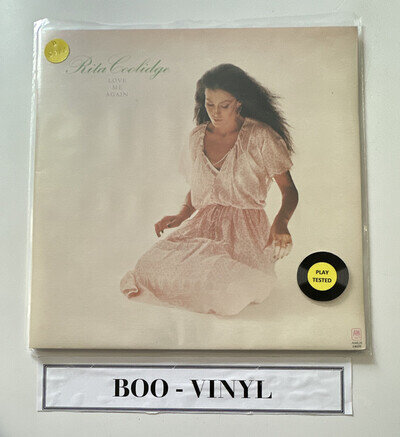 Rita Coolidge
LOVE
ME
AGAIN
PLAY
TESTED
A&M
BOO - VINYL